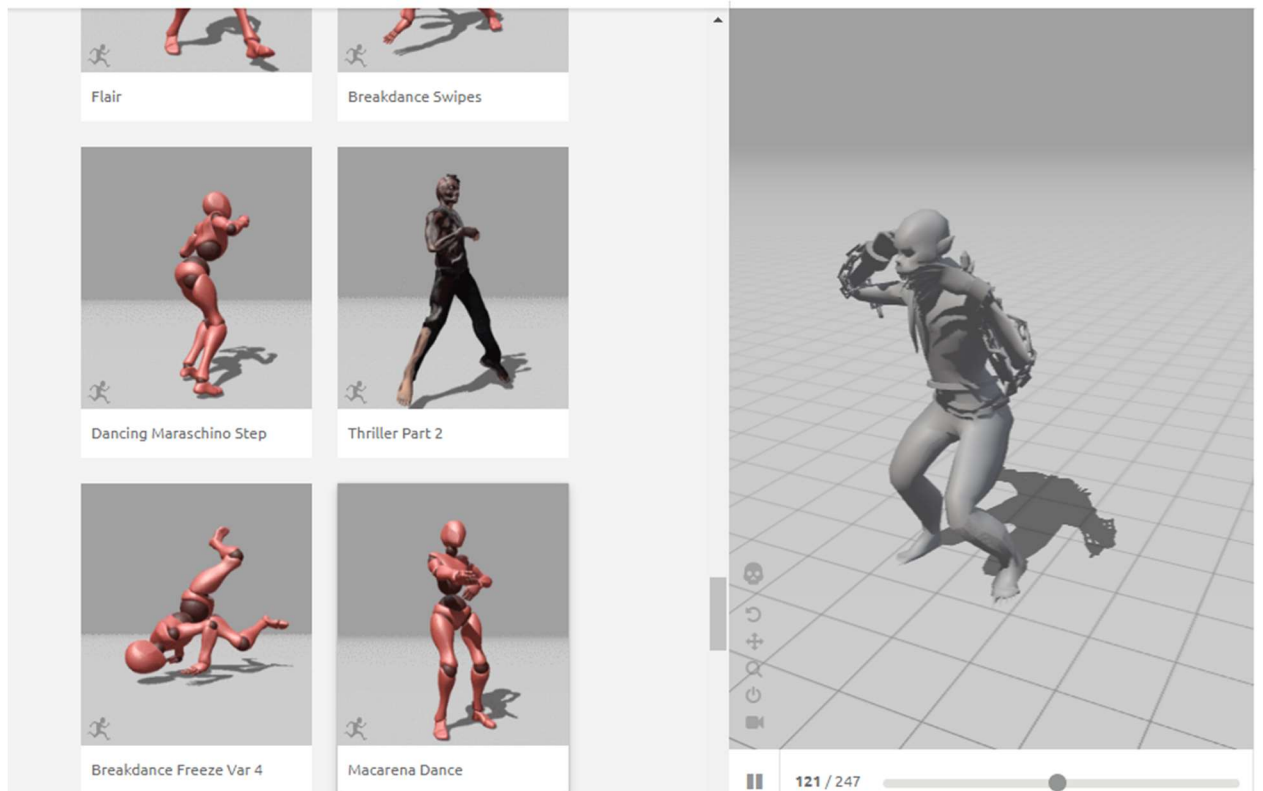 Flair
Breakdance Swipes
Dancing Maraschino Step
Thriller Part 2
Breakdance Freeze Var 4
Macarena Dance
121 / 247